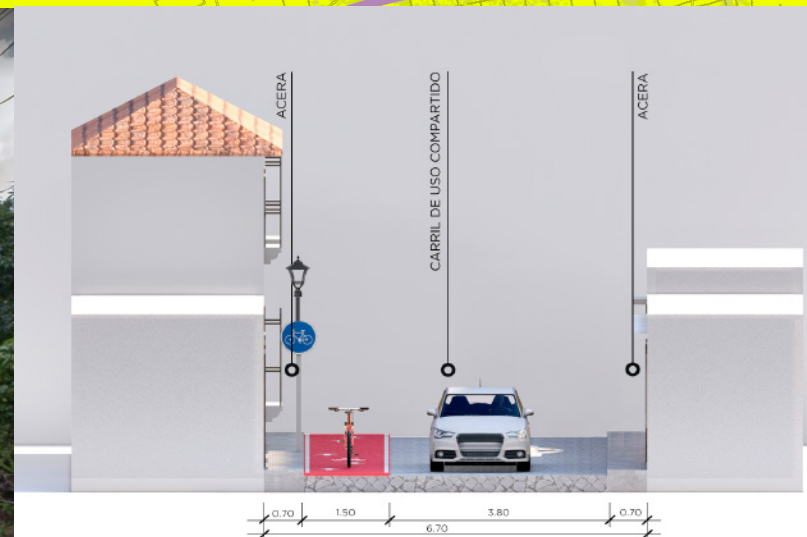 ACERA
CARRIL DE USO COMPARTIDO
ACERA
0.70
1.50
3.80
0.70
6.70